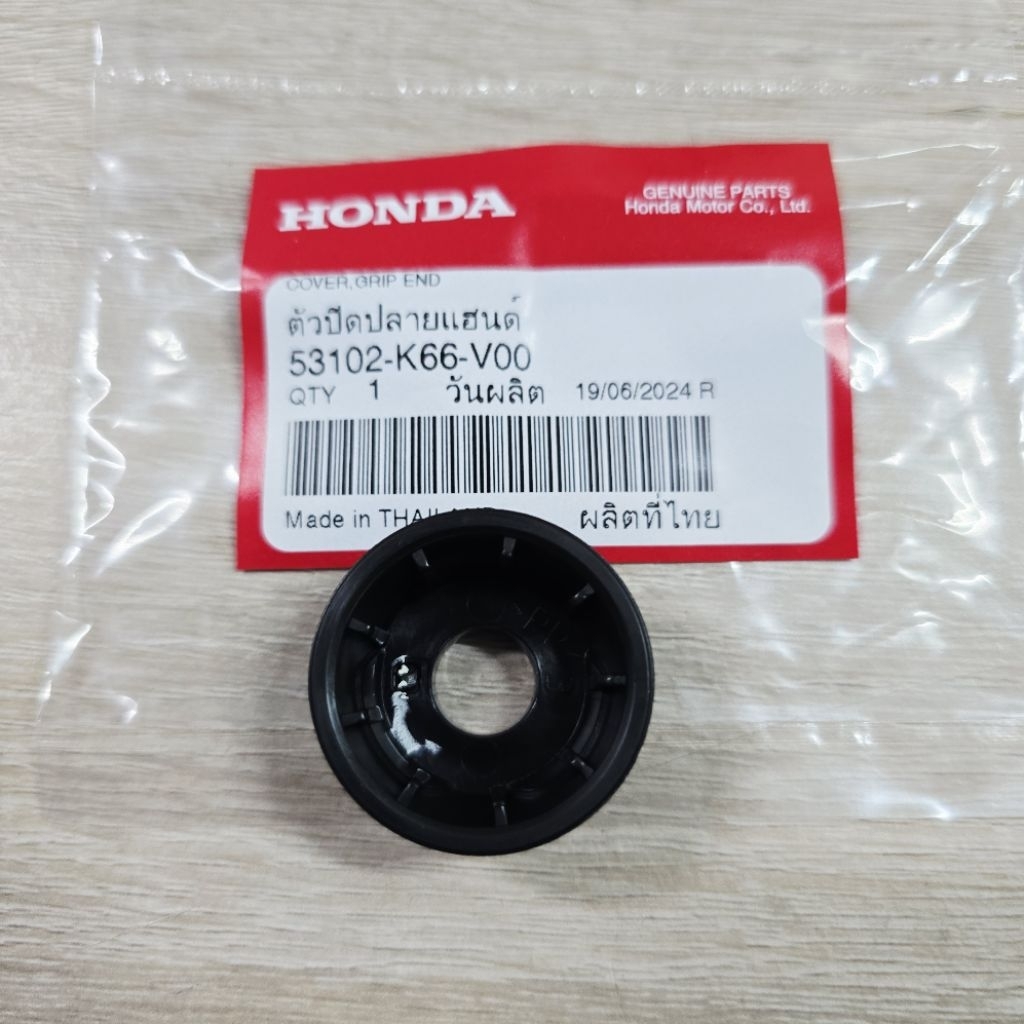 HONDA
GENUINE PARTS
Honda Motor Co., Ltd.
COVER,GRIP END
ตัวปิดปลายแฮนด์
53102-K66-V00
QTY 1 วันผลิต 19/06/2024 R
Made in THAILAND ผลิตที่ไทย